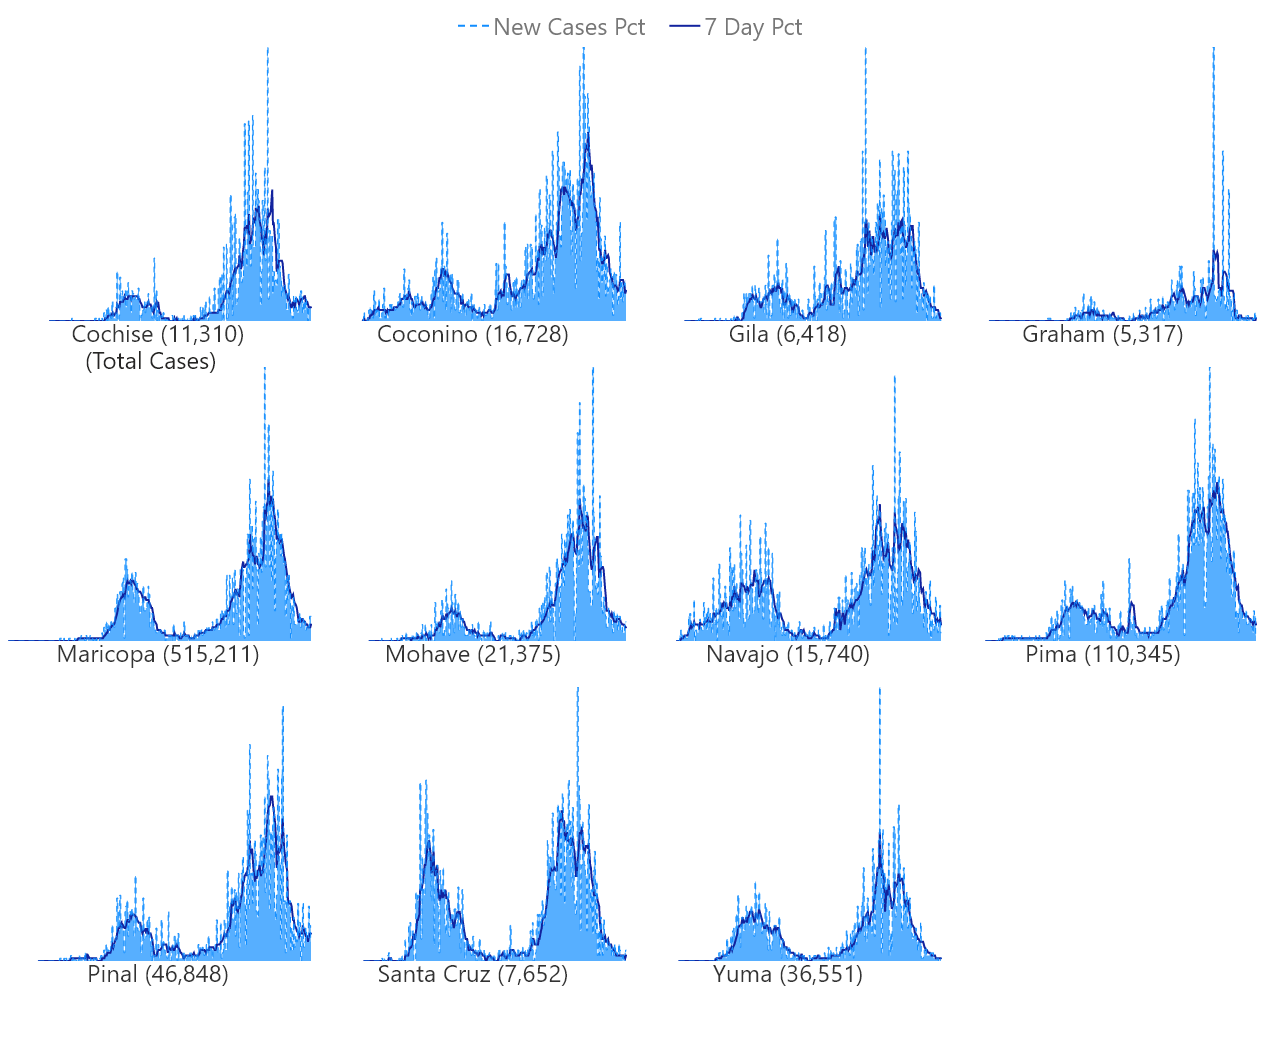 New Cases Pct 7 Day Pct
Cochise (11,310) Coconino (16,728) Gila (6,418) Graham (5,317)
(Total Cases)
Maricopa (515,211) Mohave (21,375) Navajo (15,740) Pima (110,345)
Pinal (46,848) Santa Cruz (7,652) Yuma (36,551)